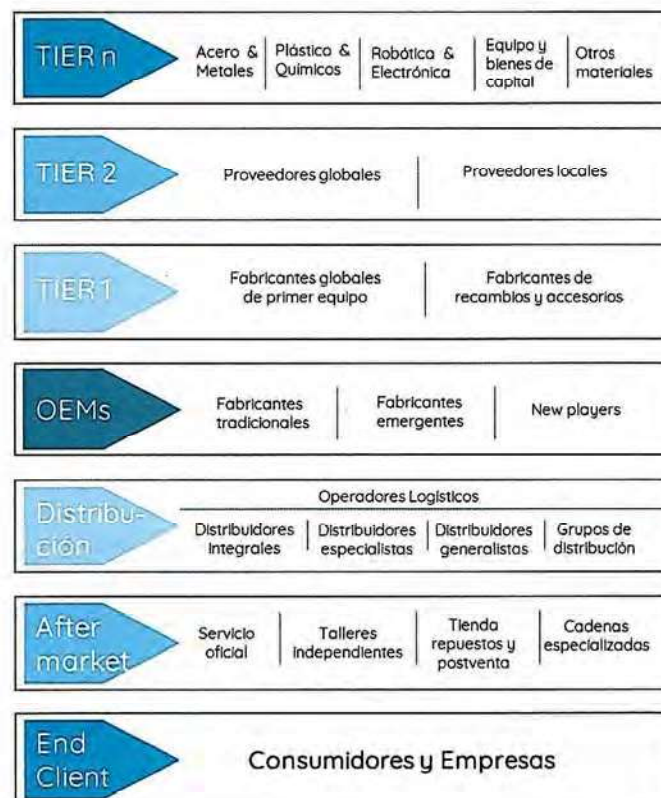 TIER n
Acero & Metales
Plástico & Químicos
Robótica & Electrónica
Equipo y bienes de capital
Otros materiales
TIER 2
Proveedores globales
Proveedores locales
TIER 1
Fabricantes globales
de primer equipo
Fabricantes de
recambios y accesorios
OEMs
Fabricantes
tradicionales
Fabricantes
emergentes
New players
Distribu-
ción
Operadores Logísticos
Distribuidores
Integrales
Distribuidores
especialistas
Distribuidores
generalistas
Grupos de
distribución
After
market
Servicio
oficial
Talleres
independientes
Tienda
repuestos y
postventa
Cadenas
especializadas
End
Client
Consumidores y Empresas